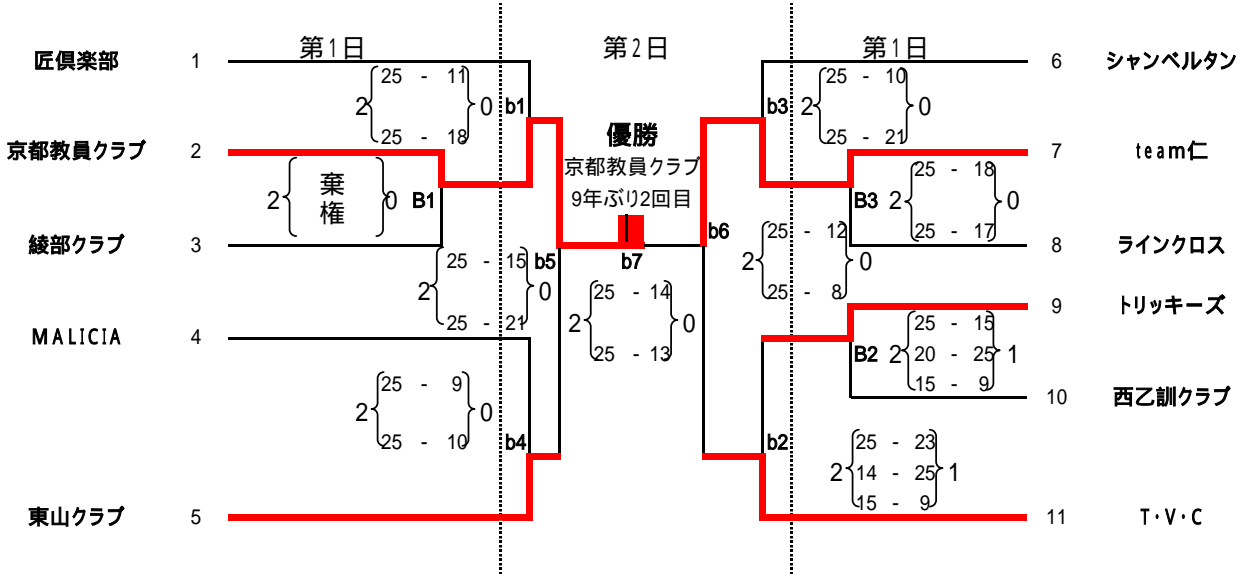 第1日
第2日
第1日
匠倶楽部 1
6 シャンベルタン
25 - 11
2 0 b1
25 - 18
b3 25 - 10
2 0
25 - 21
優勝
京都教員クラブ
9年ぶり2回目
京都教員クラブ 2
7 team仁
2 棄権 0 B1
25 - 18
B3 2 0
25 - 17
綾部クラブ 3
8 ラインクロス
25 - 15 b5
2 0
25 - 21
b7
b6
25 - 12
2 0
25 - 8
25 - 14
2 0
25 - 13
MALICIA 4
9 トリッキーズ
25 - 15
B2 2 20 - 25 1
15 - 9
10 西乙訓クラブ
25 - 9
2 0
25 - 10 b4
b2 25 - 23
2 14 - 25 1
15 - 9
東山クラブ 5
11 T・V・C